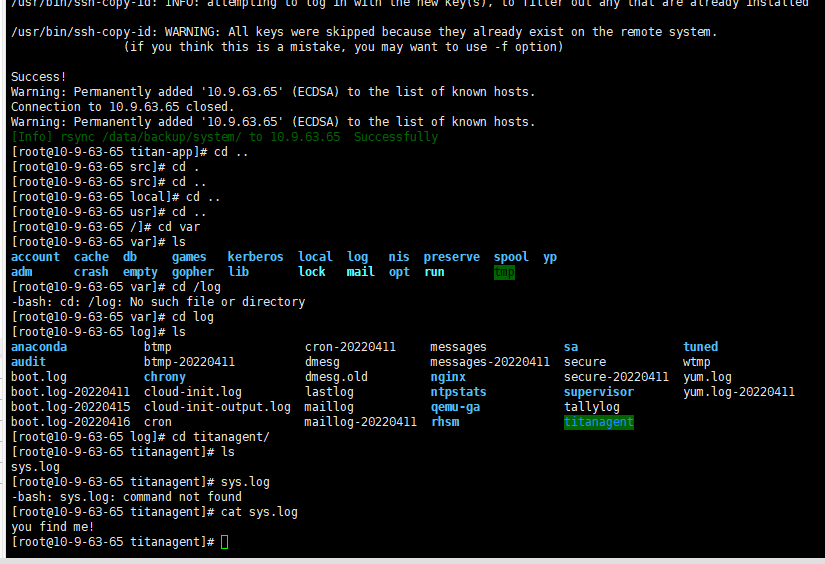 /usr/bin/ssh-copy-id: INFO: attempting to log in with the new key(s), to filter out any that are already installed
/usr/bin/ssh-copy-id: WARNING: All keys were skipped because they already exist on the remote system.
(if you think this is a mistake, you may want to use -f option)
Success!
Warning: Permanently added '10.9.63.65' (ECDSA) to the list of known hosts.
Connection to 10.9.63.65 closed.
Warning: Permanently added '10.9.63.65' (ECDSA) to the list of known hosts.
[Info] rsync /data/backup/system/ to 10.9.63.65  Successfully
[root@10-9-63-65 titan-app]# cd ..
[root@10-9-63-65 src]# cd .
[root@10-9-63-65 src]# cd ..
[root@10-9-63-65 local]# cd ..
[root@10-9-63-65 usr]# cd ..
[root@10-9-63-65 /]# cd var
[root@10-9-63-65 var]# ls
account  cache  db     games   kerberos  local  log   nis  preserve  spool  yp
adm      crash  empty  gopher  lib       lock   mail  opt  run       tmp
[root@10-9-63-65 var]# cd /log
-bash: cd: /log: No such file or directory
[root@10-9-63-65 var]# cd log
[root@10-9-63-65 log]# ls
anaconda           btmp                   cron-20220411     messages           sa               tuned
audit              btmp-20220411          dmesg             messages-20220411  secure           wtmp
boot.log           chrony                 dmesg.old         nginx              secure-20220411  yum.log
boot.log-20220411  cloud-init.log         lastlog           ntpstats           supervisor       yum.log-20220411
boot.log-20220415  cloud-init-output.log  maillog           qemu-ga            tallylog
boot.log-20220416  cron                   maillog-20220411  rhsm               titanagent
[root@10-9-63-65 log]# cd titanagent/
[root@10-9-63-65 titanagent]# ls
sys.log
[root@10-9-63-65 titanagent]# sys.log
-bash: sys.log: command not found
[root@10-9-63-65 titanagent]# cat sys.log
you find me!
[root@10-9-63-65 titanagent]#